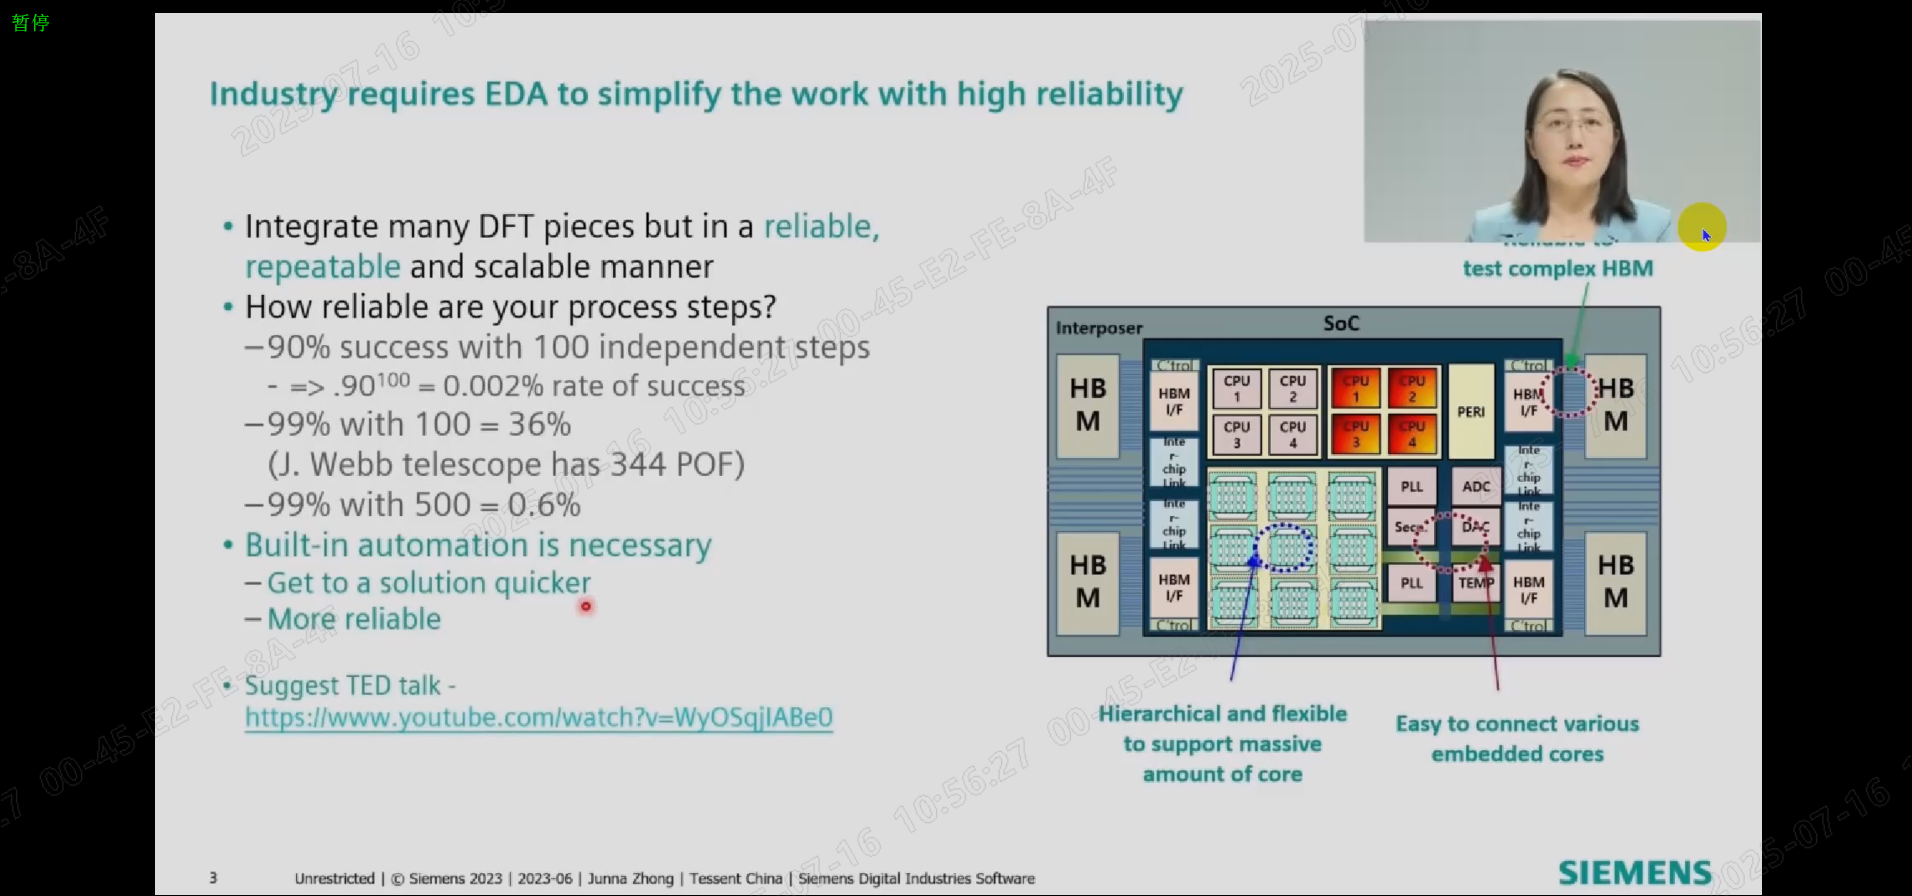 暂停
Industry requires EDA to simplify the work with high reliability
• Integrate many DFT pieces but in a reliable,
repeatable and scalable manner
• How reliable are your process steps?
–90% success with 100 independent steps
- => .90¹⁰⁰ = 0.002% rate of success
–99% with 100 = 36%
(J. Webb telescope has 344 POF)
–99% with 500 = 0.6%
• Built-in automation is necessary
– Get to a solution quicker
– More reliable
• Suggest TED talk -
https://www.youtube.com/watch?v=WyOSqjIABe0
test complex HBM
Interposer
SoC
HB
M
C'trol
HBM
I/F
Inte
r-
chip
Link
Inte
r-
chip
Link
HB
M
HBM
I/F
C'trol
CPU
1
CPU
2
CPU
3
CPU
4
CPU
1
CPU
2
CPU
3
CPU
4
PERI
PLL
ADC
DAC
PLL
TEMP
C'trol
HBM
I/F
Inte
r-
chip
Link
Inte
r-
chip
Link
HBM
I/F
C'trol
HB
M
HB
M
Hierarchical and flexible
to support massive
amount of core
Easy to connect various
embedded cores
3
Unrestricted | © Siemens 2023 | 2023-06 | Junna Zhong | Tessent China | Siemens Digital Industries Software
SIEMENS
2025-07-16 10:56:27 00-45-E2-FE-8A-4F